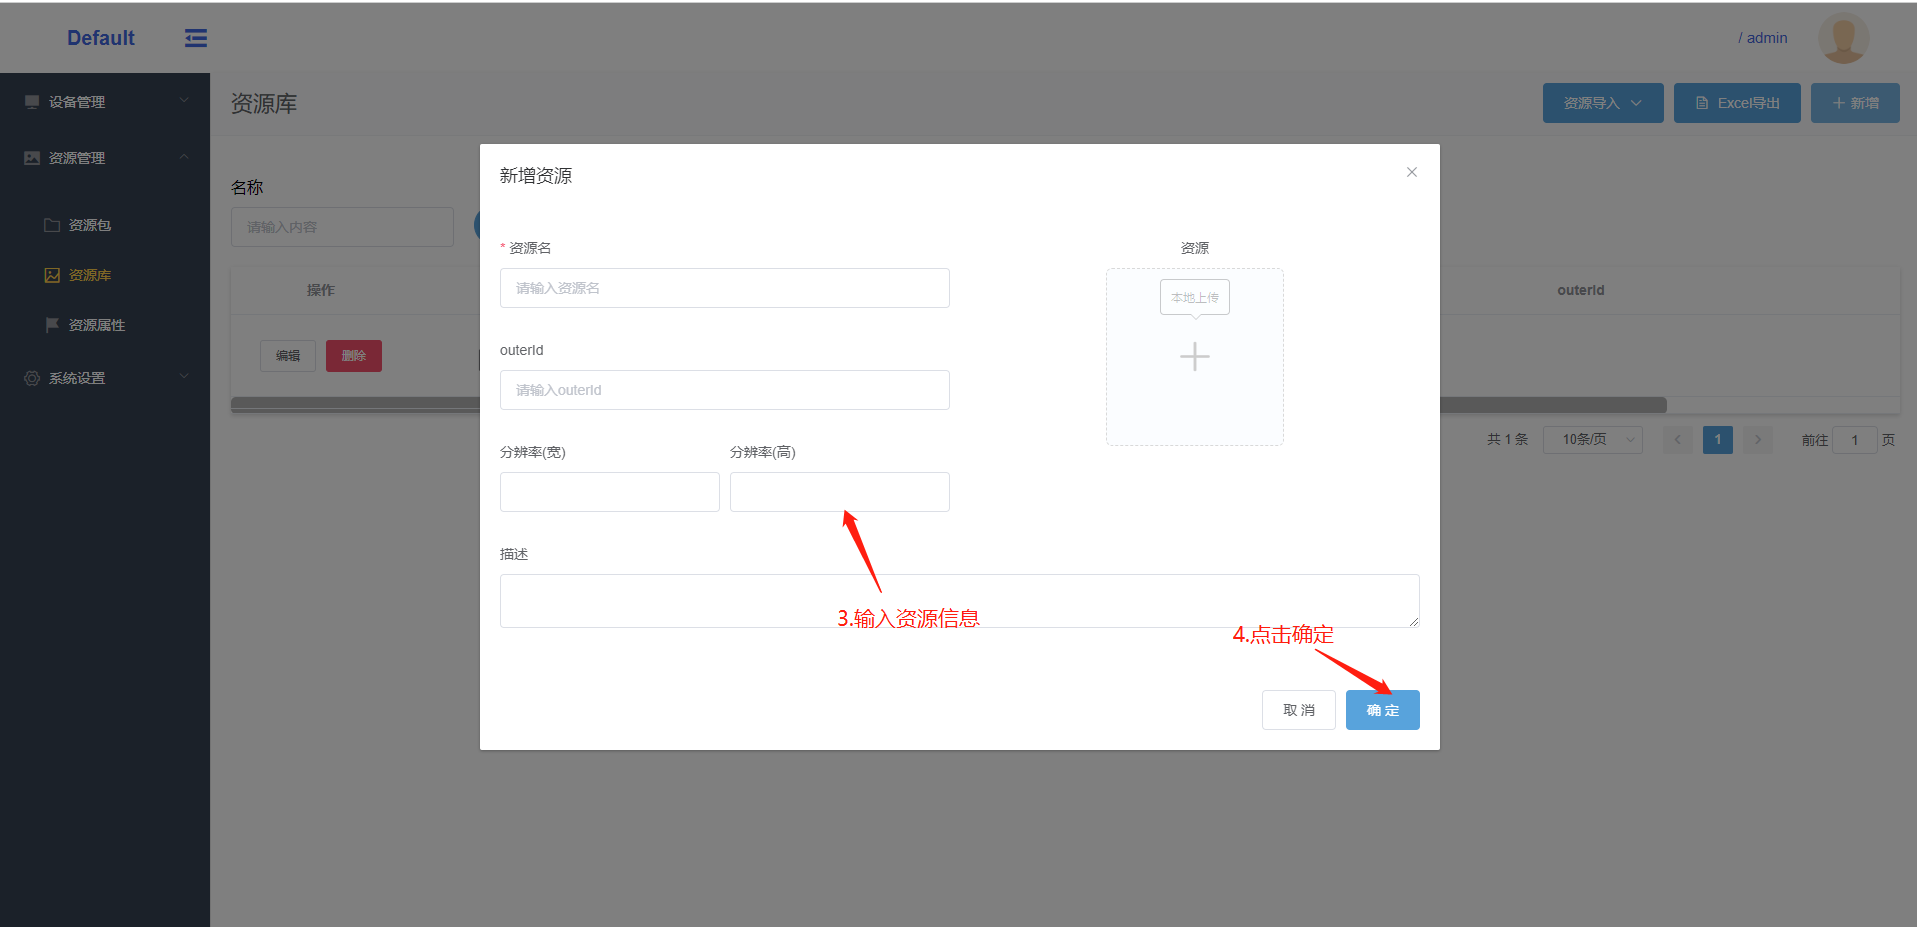 Default
/ admin
设备管理
资源管理
资源包
资源库
资源属性
系统设置
资源库
资源导入
Excel导出
新增
名称
请输入内容
操作
outerId
编辑
删除
共 1 条
10条/页
1
前往
1
页
新增资源
* 资源名
请输入资源名
outerId
请输入outerId
分辨率(宽)
分辨率(高)
描述
资源
本地上传
3.输入资源信息
4.点击确定
取 消
确 定